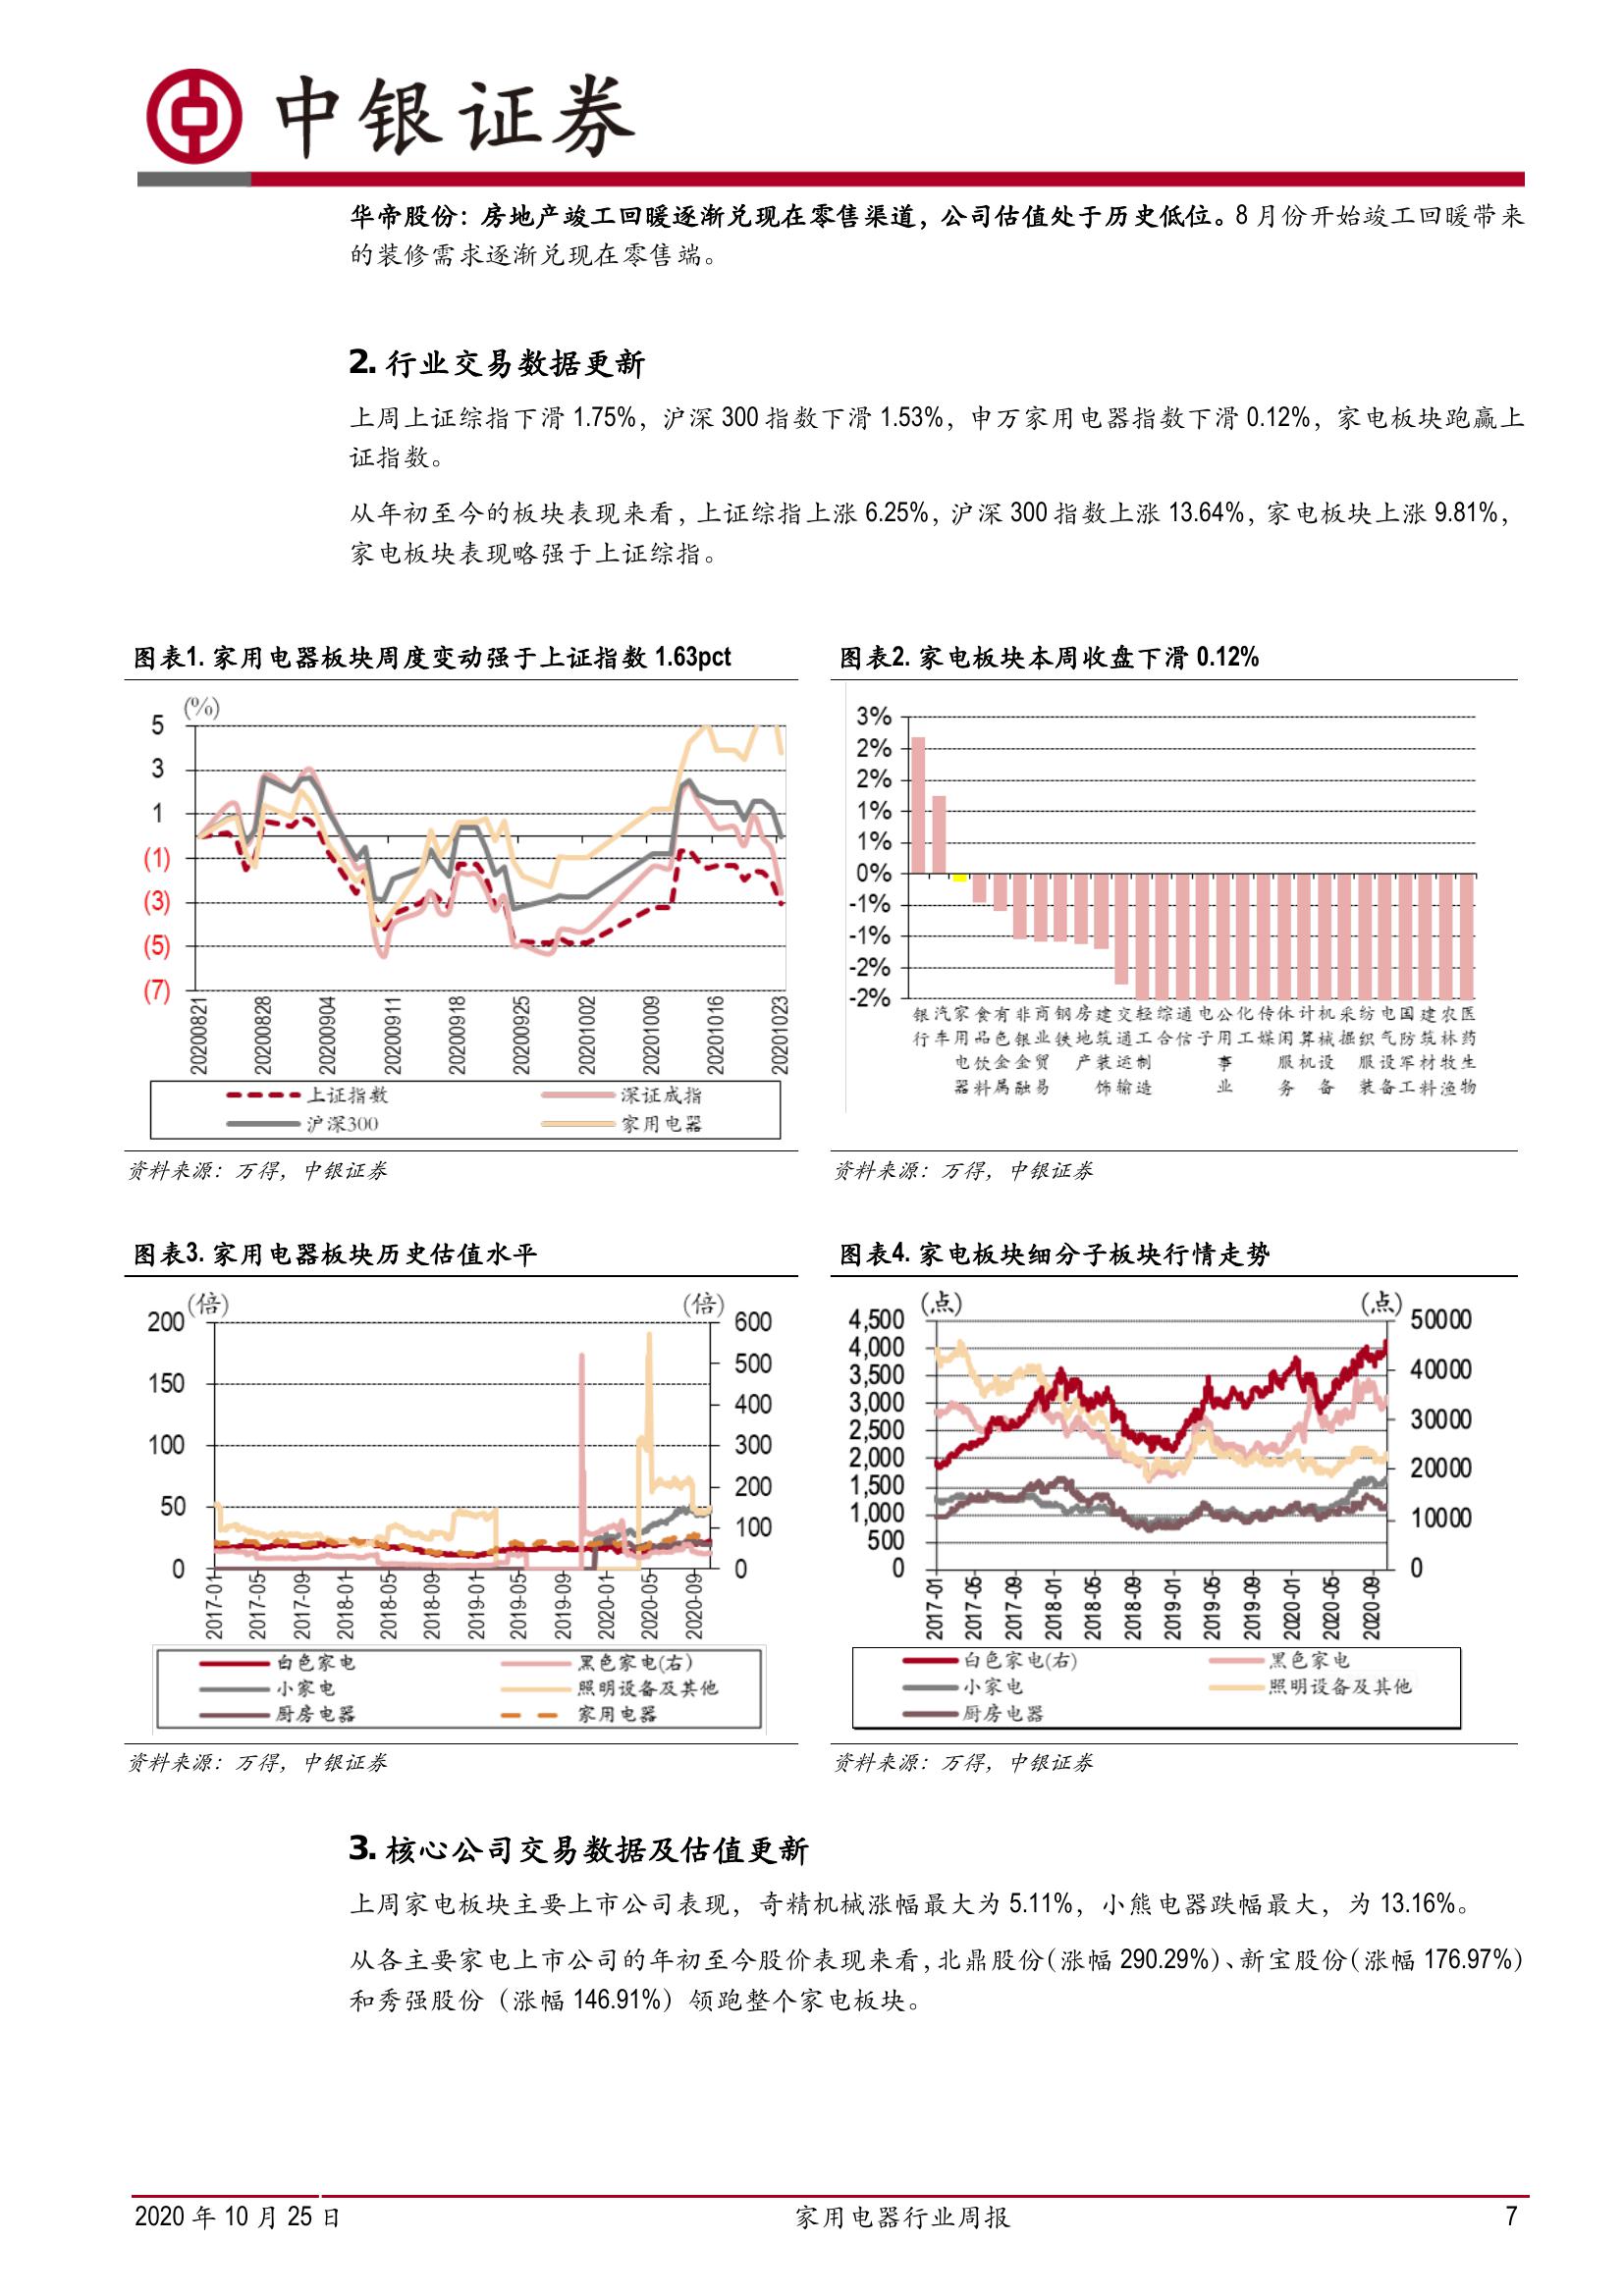 中银证券
华帝股份：房地产竣工回暖逐渐兑现在零售渠道，公司估值处于历史低位。8 月份开始竣工回暖带来
的装修需求逐渐兑现在零售端。
2. 行业交易数据更新
上周上证综指下滑 1.75%，沪深 300 指数下滑 1.53%，申万家用电器指数下滑 0.12%，家电板块跑赢上
证指数。
从年初至今的板块表现来看，上证综指上涨 6.25%，沪深 300 指数上涨 13.64%，家电板块上涨 9.81%，
家电板块表现略强于上证综指。
图表1. 家用电器板块周度变动强于上证指数 1.63pct
(%)
5
3
1
(1)
(3)
(5)
(7)
20200821
20200828
20200904
20200911
20200918
20200925
20201002
20201009
20201016
20201023
上证指数
深证成指
沪深300
家用电器
资料来源：万得，中银证券
图表2. 家电板块本周收盘下滑 0.12%
3%
2%
2%
1%
1%
0%
-1%
-1%
-2%
-2%
银行
汽车
家用电器
食品饮料
有色金属
非银金融
商业贸易
钢铁
房地产
建筑装饰
交通运输
轻工制造
综合
通信
电子
公用事业
化工
传媒
休闲服务
计算机
机械设备
采掘
纺织服装
电气设备
国防军工
建筑材料
农林牧渔
医药生物
资料来源：万得，中银证券
图表3. 家用电器板块历史估值水平
(倍)
(倍)
200
150
100
50
0
600
500
400
300
200
100
0
2017-01
2017-05
2017-09
2018-01
2018-05
2018-09
2019-01
2019-05
2019-09
2020-01
2020-05
2020-09
白色家电
黑色家电(右)
小家电
照明设备及其他
厨房电器
家用电器
资料来源：万得，中银证券
图表4. 家电板块细分子板块行情走势
(点)
(点)
4,500
4,000
3,500
3,000
2,500
2,000
1,500
1,000
500
0
50000
40000
30000
20000
10000
0
2017-01
2017-05
2017-09
2018-01
2018-05
2018-09
2019-01
2019-05
2019-09
2020-01
2020-05
2020-09
白色家电(右)
黑色家电
小家电
照明设备及其他
厨房电器
资料来源：万得，中银证券
3. 核心公司交易数据及估值更新
上周家电板块主要上市公司表现，奇精机械涨幅最大为 5.11%，小熊电器跌幅最大，为 13.16%。
从各主要家电上市公司的年初至今股价表现来看，北鼎股份（涨幅 290.29%）、新宝股份（涨幅 176.97%）
和秀强股份（涨幅 146.91%）领跑整个家电板块。
2020 年 10 月 25 日
家用电器行业周报
7